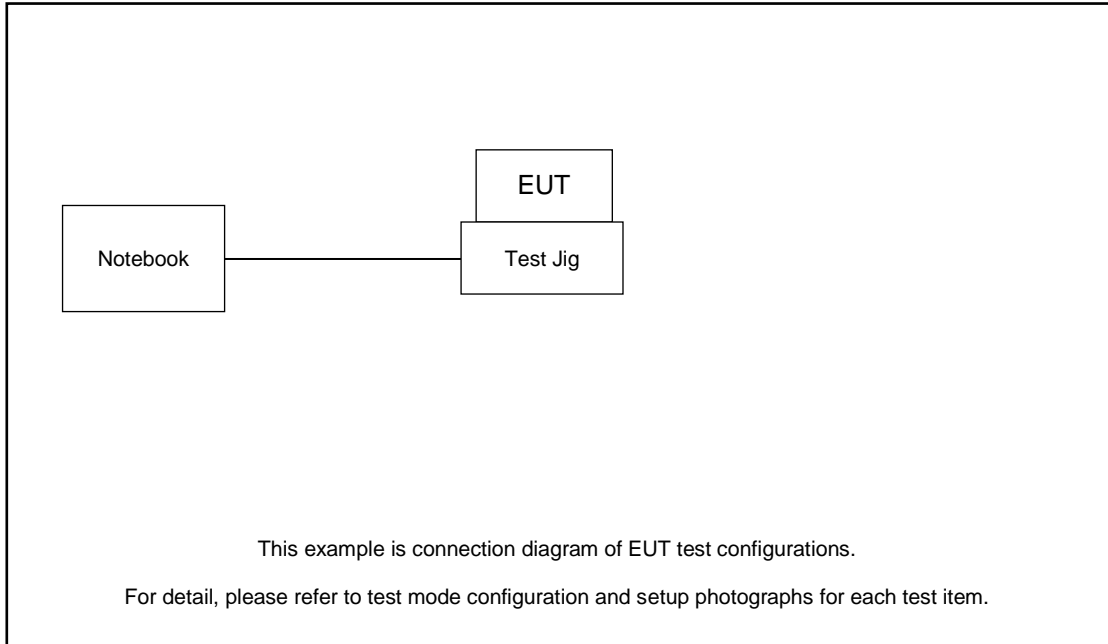 EUT
Notebook
Test Jig
This example is connection diagram of EUT test configurations.
For detail, please refer to test mode configuration and setup photographs for each test item.